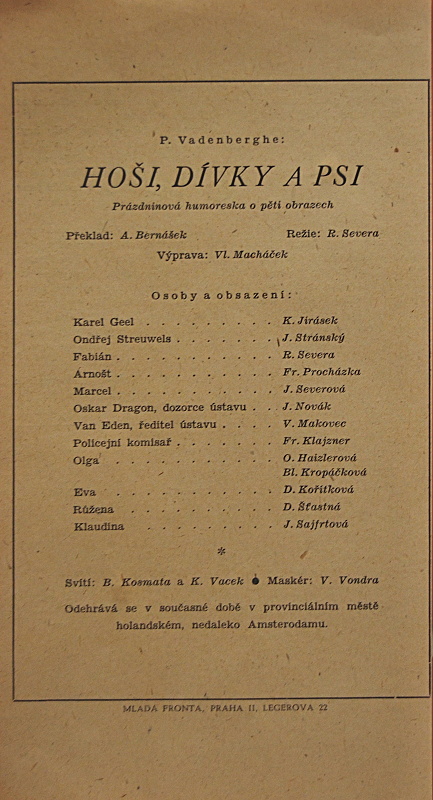 P. Vadenberghe:
HOŠI, DÍVKY A PSI
Prázdninová humoreska o pěti obrazech
Překlad: A. Bernášek Režie: R. Severa
Výprava: Vl. Macháček
Osoby a obsazení:
Karel Geel . . . . . . . . . K. Jirásek
Ondřej Streuwels . . . . . . . J. Stránský
Fabián . . . . . . . . . . . R. Severa
Arnošt . . . . . . . . . . . Fr. Procházka
Marcel . . . . . . . . . . . J. Severová
Oskar Dragon, dozorce ústavu . . J. Novák
Van Eden, ředitel ústavu . . . . V. Makovec
Policejní komisař . . . . . . . Fr. Klajzner
Olga . . . . . . . . . . . O. Haizlerová
Bl. Kropáčková
Eva . . . . . . . . . . . D. Kořítková
Růžena . . . . . . . . . . D. Šťastná
Klaudina . . . . . . . . . J. Sajfrtová
*
Svítí: B. Kosmata a K. Vacek ● Maskér: V. Vondra
Odehrává se v současné době v provinciálním městě
holandském, nedaleko Amsterodamu.
MLADÁ FRONTA, PRAHA II, LEGEROVA 22